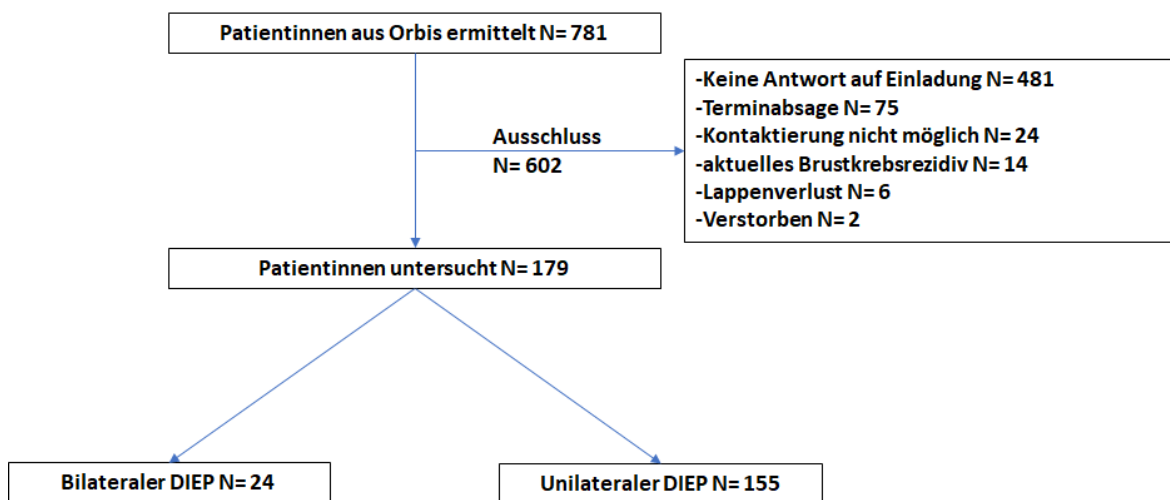 Patientinnen aus Orbis ermittelt N= 781
Ausschluss
N= 602
-Keine Antwort auf Einladung N= 481
-Terminabsage N= 75
-Kontaktierung nicht möglich N= 24
-aktuelles Brustkrebsrezidiv N= 14
-Lappenverlust N= 6
-Verstorben N= 2
Patientinnen untersucht N= 179
Bilateraler DIEP N= 24
Unilateraler DIEP N= 155